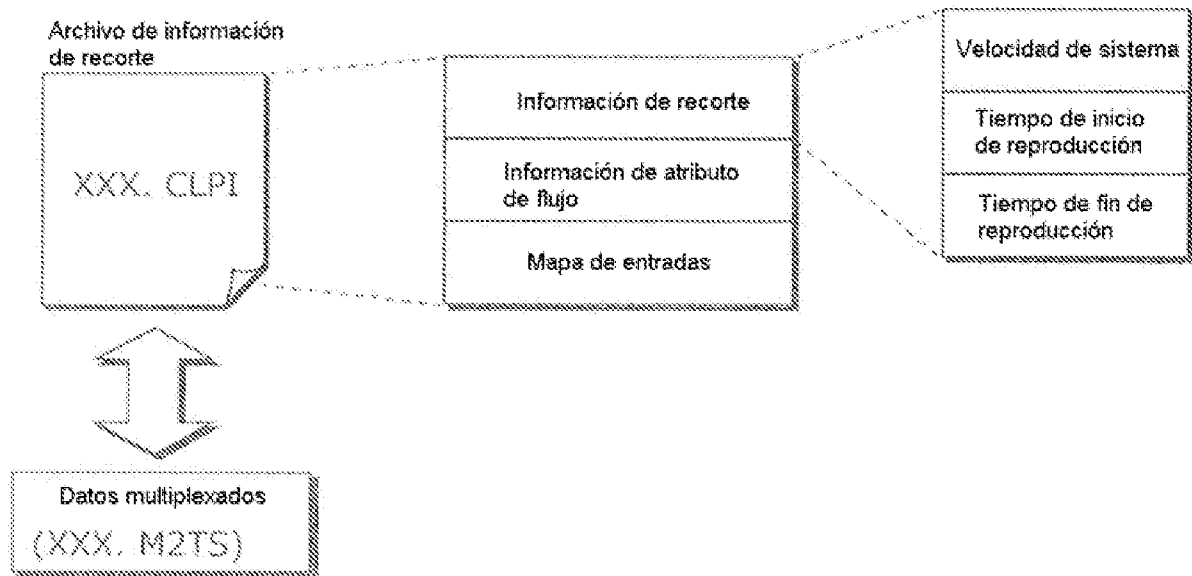 Archivo de información
de recorte
XXX. CLPI
Información de recorte
Información de atributo
de flujo
Mapa de entradas
Velocidad de sistema
Tiempo de inicio
de reproducción
Tiempo de fin de
reproducción
Datos multiplexados
(XXX. M2TS)